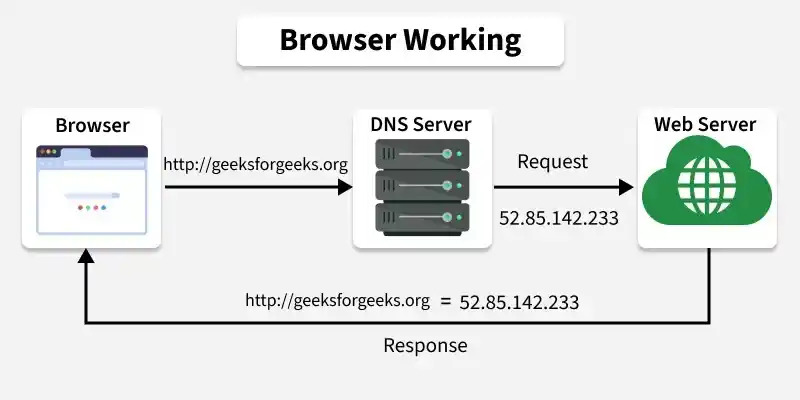 Browser Working
Browser
DNS Server
Web Server
http://geeksforgeeks.org
Request
52.85.142.233
http://geeksforgeeks.org = 52.85.142.233
Response